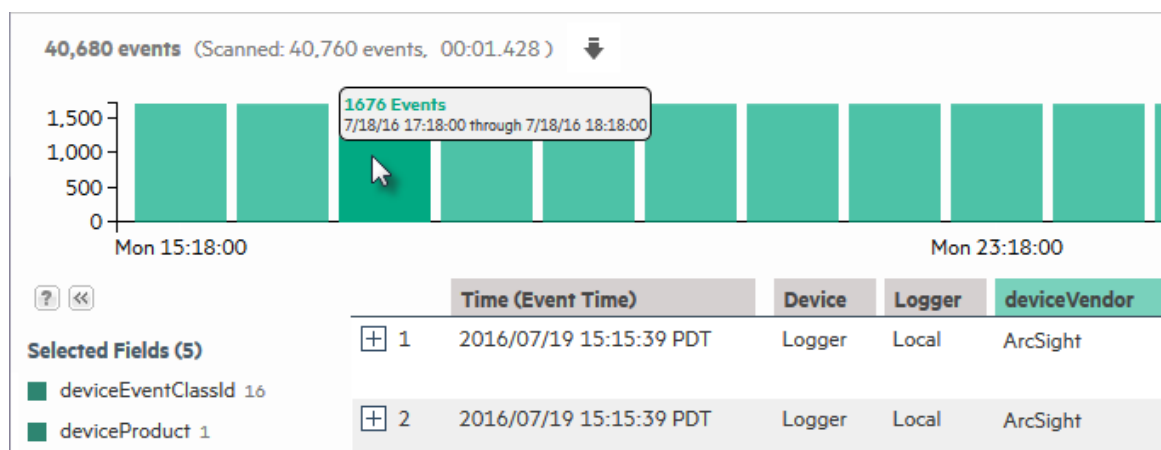 40,680 events (Scanned: 40,760 events, 00:01.428 )
1676 Events
7/18/16 17:18:00 through 7/18/16 18:18:00
1,500
1,000
500
0
Mon 15:18:00 Mon 23:18:00
? «
Time (Event Time) Device Logger deviceVendor
Selected Fields (5)
1 2016/07/19 15:15:39 PDT Logger Local ArcSight
deviceEventClassId 16
2 2016/07/19 15:15:39 PDT Logger Local ArcSight
deviceProduct 1